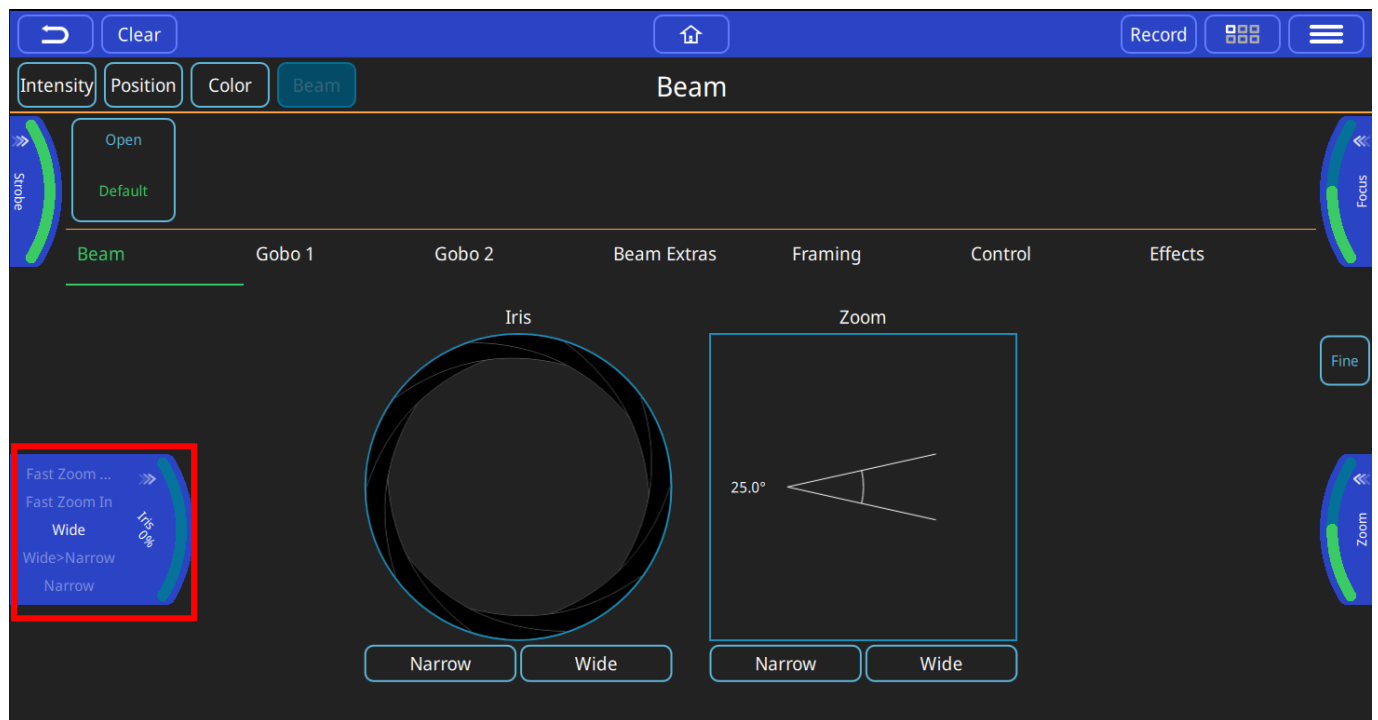 Clear
Record
Intensity Position Color Beam
Beam
Open
Default
Strobe
Focus
Beam Gobo 1 Gobo 2 Beam Extras Framing Control Effects
Iris
Zoom
Fine
25.0°
Fast Zoom ...
Fast Zoom In
Wide
Wide>Narrow
Narrow
Iris
0%
Zoom
Narrow Wide
Narrow Wide